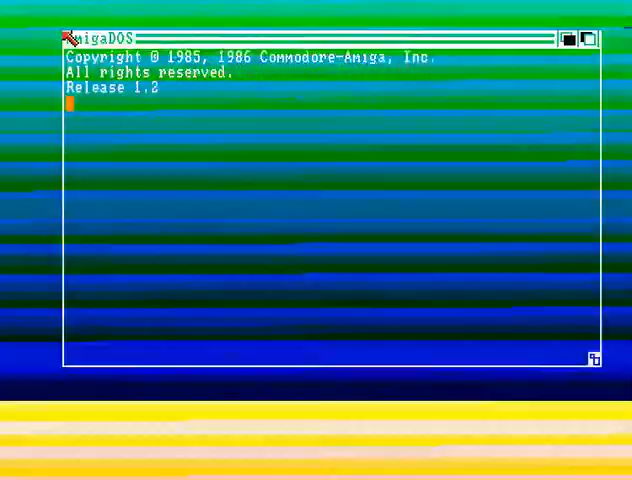 AmigaDOS
Copyright © 1985, 1986 Commodore-Amiga, Inc.
All rights reserved.
Release 1.2